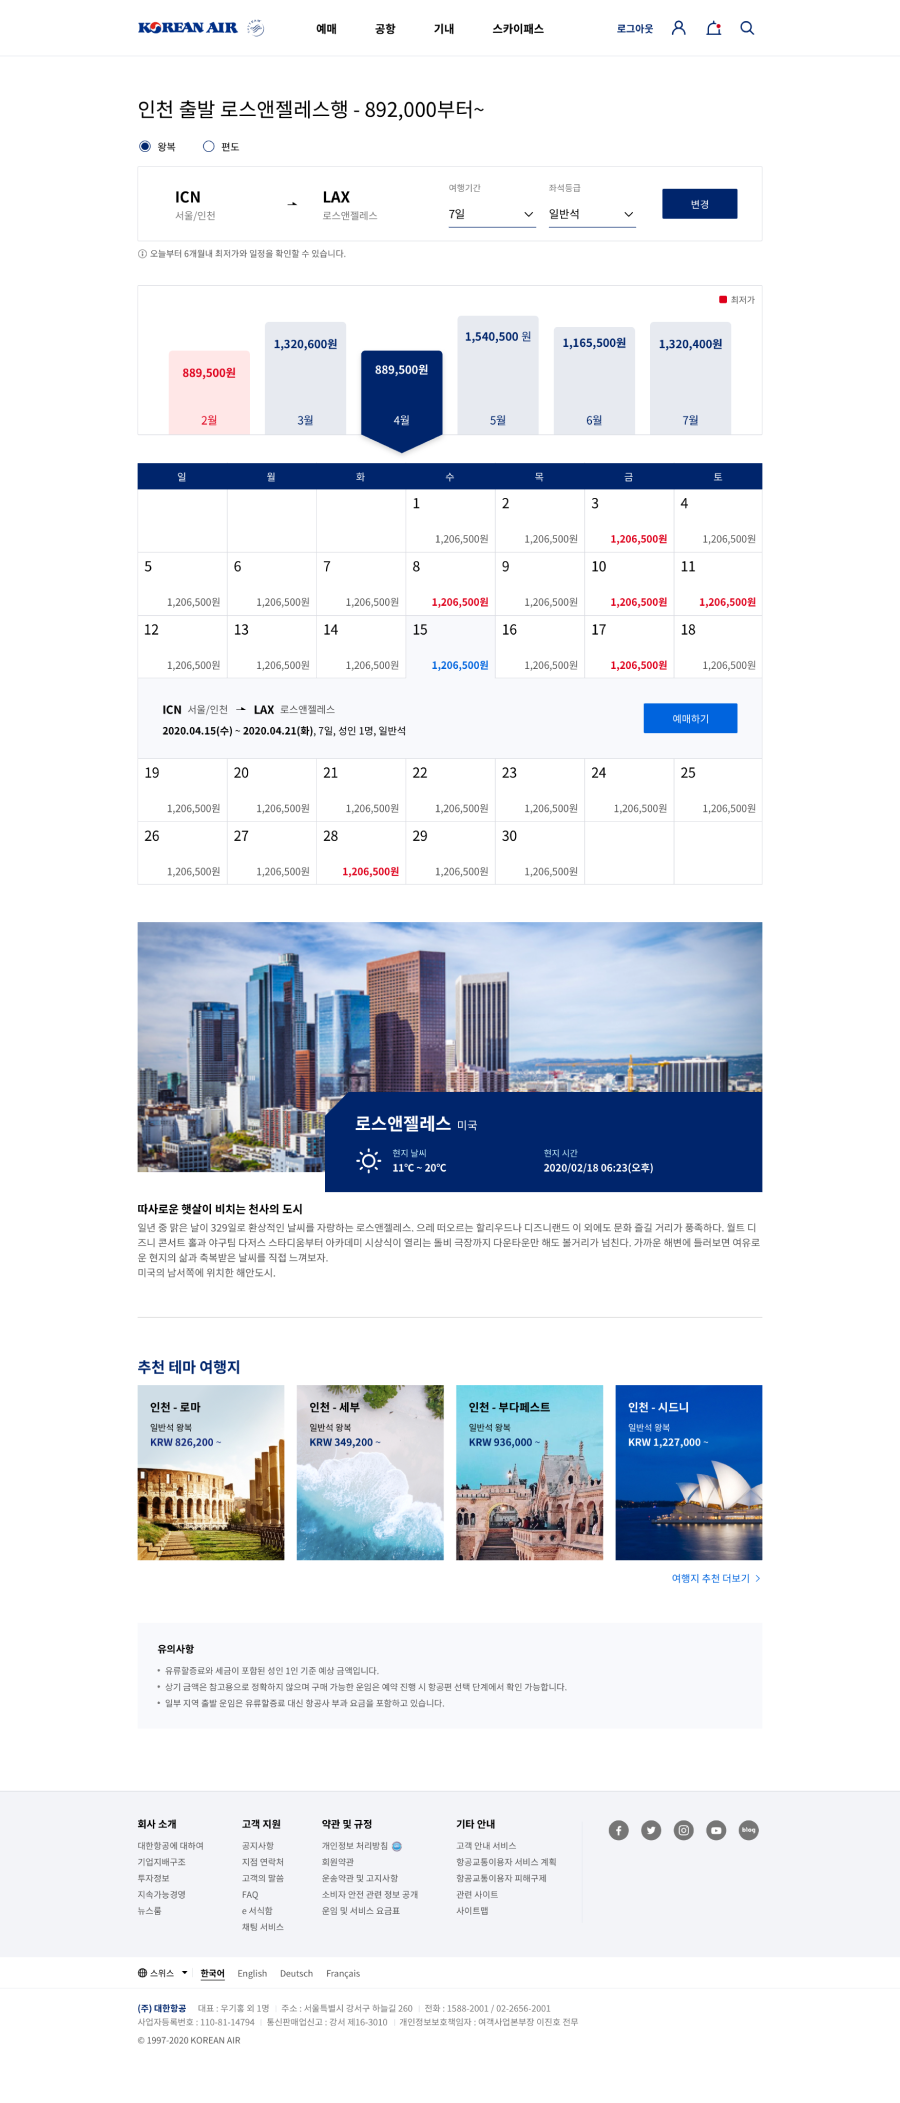 KOREAN AIR
예매 공항 기내 스카이패스 로그아웃
인천 출발 로스앤젤레스행 - 892,000부터~
왕복 편도
ICN 서울/인천
LAX 로스앤젤레스
여행기간 7일
좌석등급 일반석
변경
오늘부터 6개월내 최저가와 일정을 확인할 수 있습니다.
최저가
889,500원 1,320,600원 889,500원 1,540,500 원 1,165,500원 1,320,400원
2월 3월 4월 5월 6월 7월
일 월 화 수 목 금 토
1 2 3 4
1,206,500원 1,206,500원 1,206,500원 1,206,500원
5 6 7 8 9 10 11
1,206,500원 1,206,500원 1,206,500원 1,206,500원 1,206,500원 1,206,500원 1,206,500원
12 13 14 15 16 17 18
1,206,500원 1,206,500원 1,206,500원 1,206,500원 1,206,500원 1,206,500원 1,206,500원
ICN 서울/인천 LAX 로스앤젤레스
2020.04.15(수) ~ 2020.04.21(화), 7일, 성인 1명, 일반석
예매하기
19 20 21 22 23 24 25
1,206,500원 1,206,500원 1,206,500원 1,206,500원 1,206,500원 1,206,500원 1,206,500원
26 27 28 29 30
1,206,500원 1,206,500원 1,206,500원 1,206,500원 1,206,500원
로스앤젤레스 미국
현지 날씨
11℃ ~ 20℃
현지 시간
2020/02/18 06:23(오후)
따사로운 햇살이 비치는 천사의 도시
일년 중 맑은 날이 329일로 환상적인 날씨를 자랑하는 로스앤젤레스. 으레 떠오르는 할리우드나 디즈니랜드 이 외에도 문화 즐길 거리가 풍족하다. 월트 디
즈니 콘서트 홀과 야구팀 다저스 스타디움부터 아카데미 시상식이 열리는 돌비 극장까지 다운타운만 해도 볼거리가 넘친다. 가까운 해변에 들러보면 여유로
운 현지의 삶과 축복받은 날씨를 직접 느껴보자.
미국의 남서쪽에 위치한 해안도시.
추천 테마 여행지
인천 - 로마
일반석 왕복
KRW 826,200 ~
인천 - 세부
일반석 왕복
KRW 349,200 ~
인천 - 부다페스트
일반석 왕복
KRW 936,000 ~
인천 - 시드니
일반석 왕복
KRW 1,227,000 ~
여행지 추천 더보기
유의사항
• 유류할증료와 세금이 포함된 성인 1인 기준 예상 금액입니다.
• 상기 금액은 참고용으로 정확하지 않으며 구매 가능한 운임은 예약 진행 시 항공편 선택 단계에서 확인 가능합니다.
• 일부 지역 출발 운임은 유류할증료 대신 항공사 부과 요금을 포함하고 있습니다.
회사 소개
대한항공에 대하여
기업지배구조
투자정보
지속가능경영
뉴스룸
고객 지원
공지사항
지점 연락처
고객의 말씀
FAQ
e 서식함
채팅 서비스
약관 및 규정
개인정보 처리방침
회원약관
운송약관 및 고지사항
소비자 안전 관련 정보 공개
운임 및 서비스 요금표
기타 안내
고객 안내 서비스
항공교통이용자 서비스 계획
항공교통이용자 피해구제
관련 사이트
사이트맵
blog
스위스 한국어 English Deutsch Français
(주) 대한항공 대표 : 우기홍 외 1명 주소 : 서울특별시 강서구 하늘길 260 전화 : 1588-2001 / 02-2656-2001
사업자등록번호 : 110-81-14794 통신판매업신고 : 강서 제16-3010 개인정보보호책임자 : 여객사업본부장 이진호 전무
© 1997-2020 KOREAN AIR